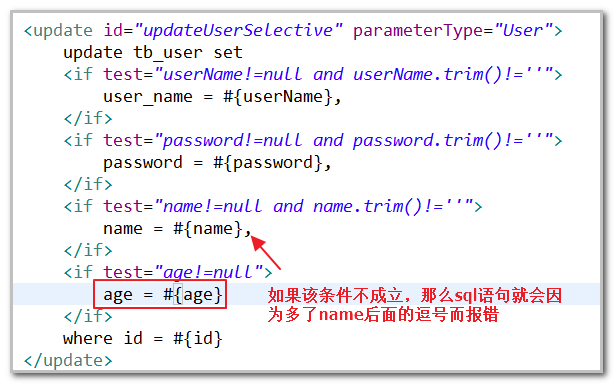 <update id="updateUserSelective" parameterType="User">
update tb_user set
<if test="userName!=null and userName.trim()!=''">
user_name = #{userName},
</if>
<if test="password!=null and password.trim()!=''">
password = #{password},
</if>
<if test="name!=null and name.trim()!=''">
name = #{name},
</if>
<if test="age!=null">
age = #{age}
</if>
如果该条件不成立，那么sql语句就会因
为多了name后面的逗号而报错
where id = #{id}
</update>